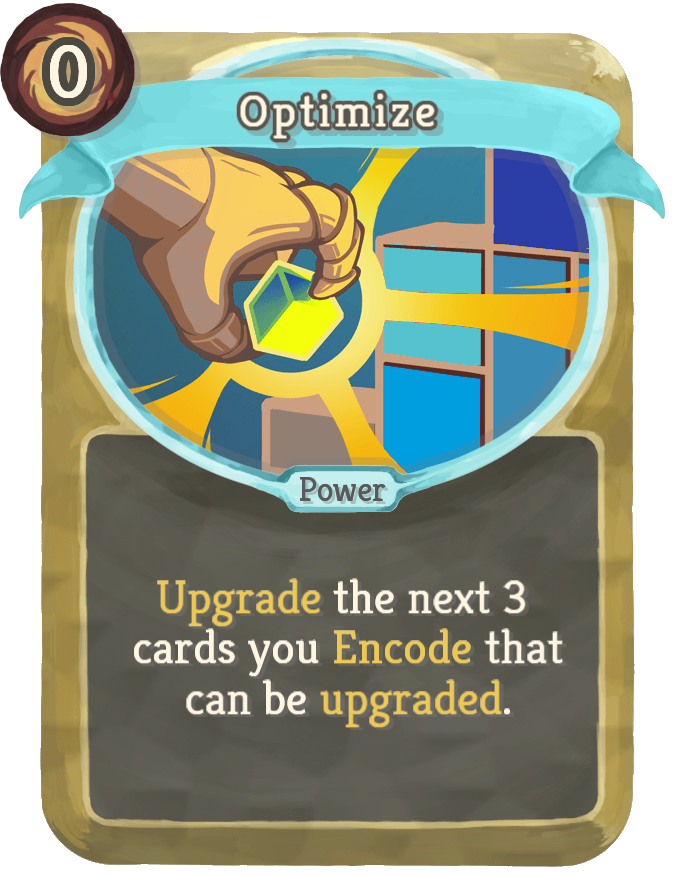 0
Optimize
Power
Upgrade the next 3
cards you Encode that
can be upgraded.